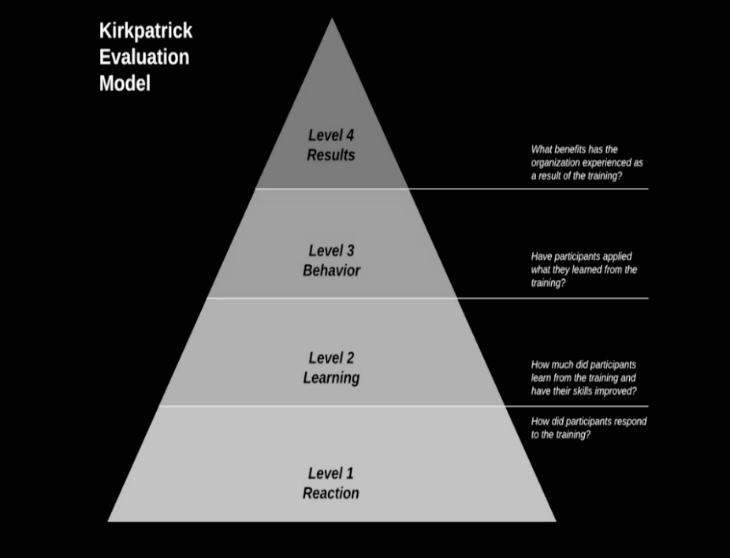 Kirkpatrick
Evaluation
Model
Level 4
Results
What benefits has the
organization experienced as
a result of the training?
Level 3
Behavior
Have participants applied
what they learned from the
training?
Level 2
Learning
How much did participants
learn from the training and
have their skills improved?
How did participants respond
to the training?
Level 1
Reaction